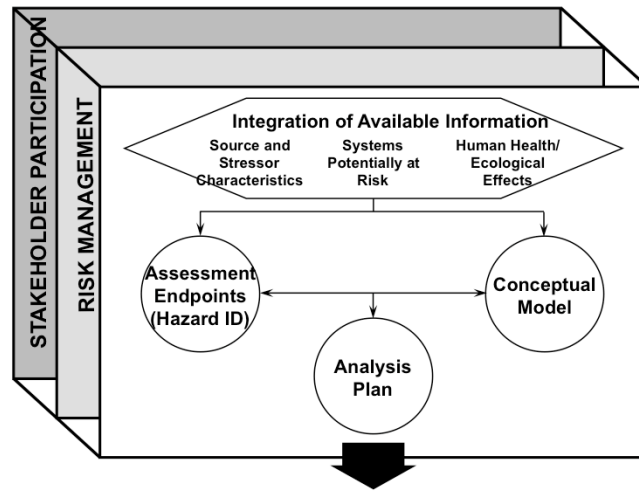 STAKEHOLDER PARTICIPATION
RISK MANAGEMENT
Integration of Available Information
Source and
Stressor
Characteristics
Systems
Potentially at
Risk
Human Health/
Ecological
Effects
Assessment
Endpoints
(Hazard ID)
Conceptual
Model
Analysis
Plan